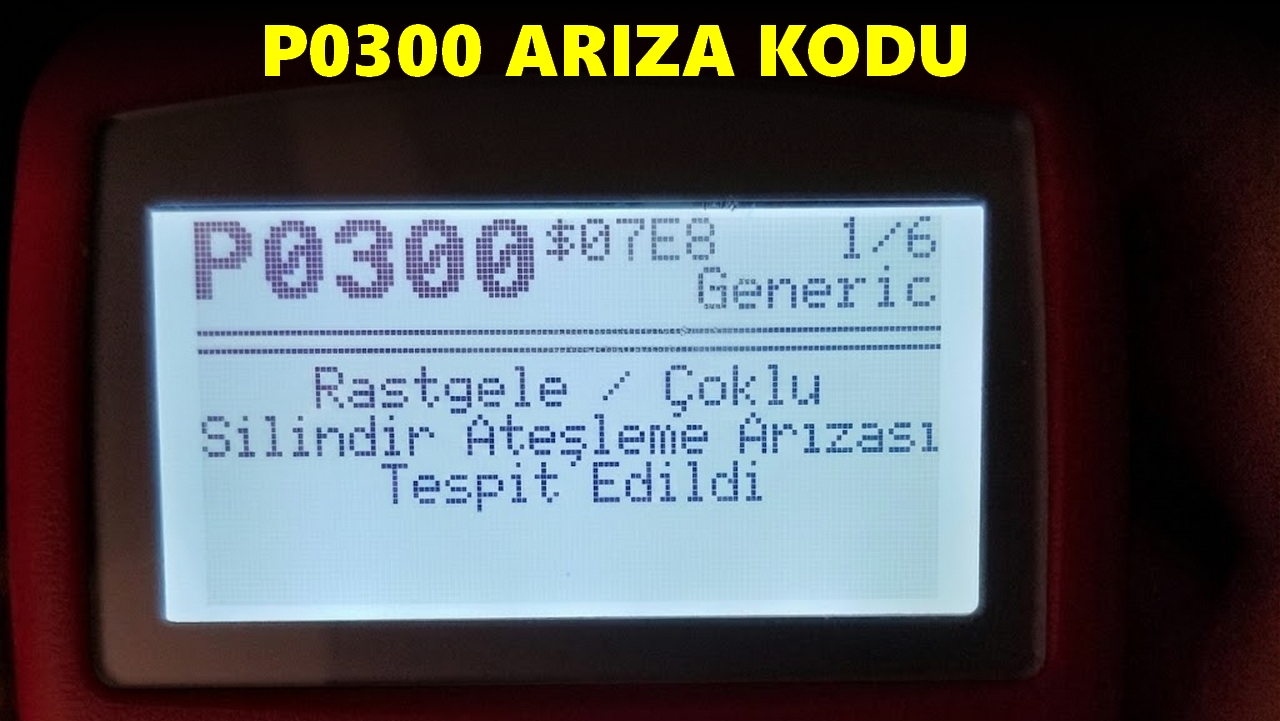 P0300 ARIZA KODU
P0300 $07E8 1/6
Generic
Rastgele / Çoklu
Silindir Ateşleme Arızası
Tespit Edildi